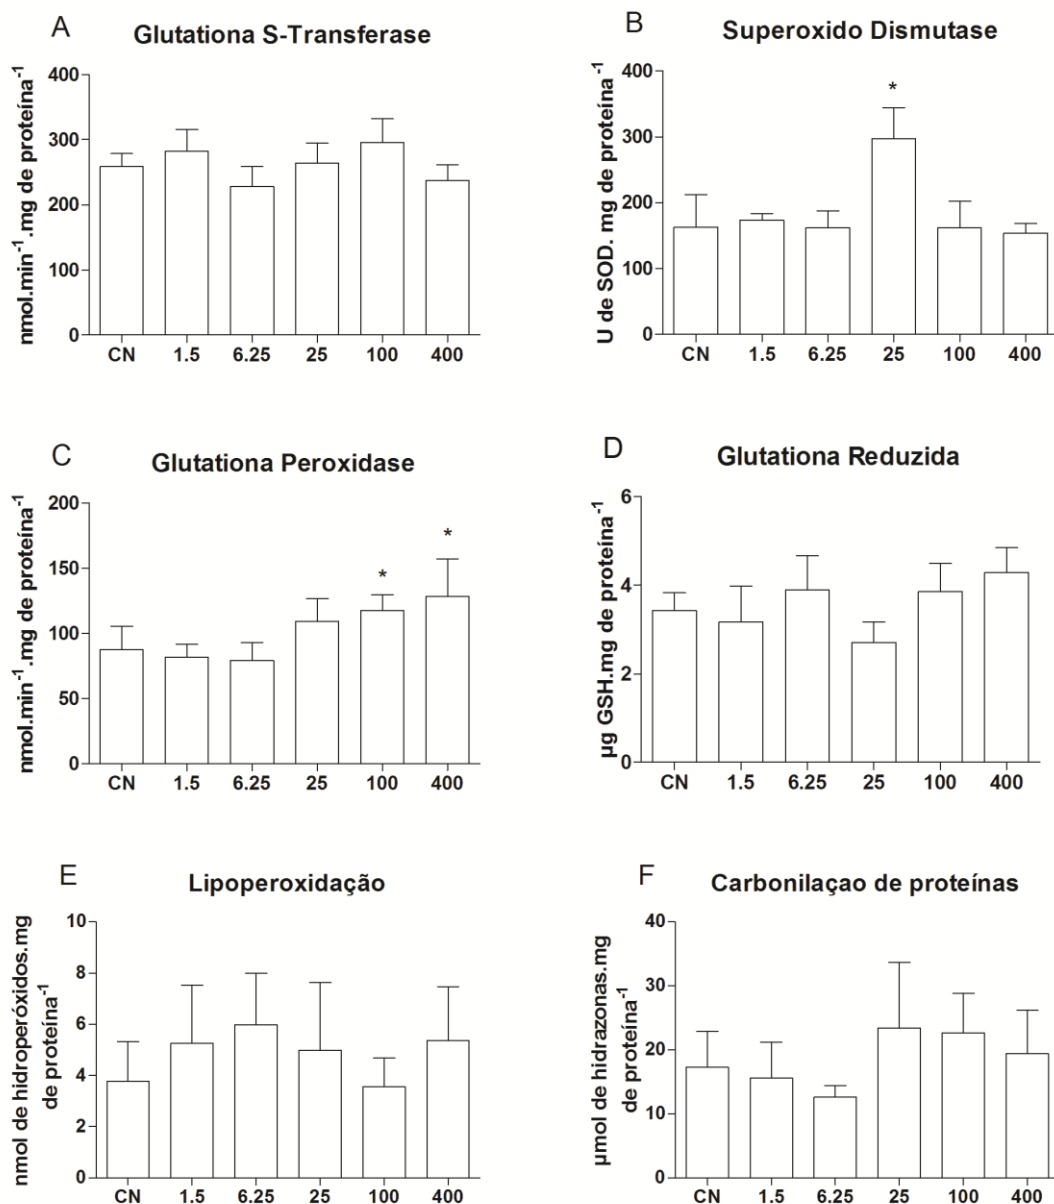 A
Glutationa S-Transferase
nmol.min⁻¹.mg de proteína⁻¹
400
300
200
100
0
CN 1.5 6.25 25 100 400
B
Superoxido Dismutase
U de SOD. mg de proteína⁻¹
400
300
200
100
0
*
CN 1.5 6.25 25 100 400
C
Glutationa Peroxidase
nmol.min⁻¹.mg de proteína⁻¹
200
150
100
50
0
* *
CN 1.5 6.25 25 100 400
D
Glutationa Reduzida
µg GSH.mg de proteína⁻¹
6
4
2
0
CN 1.5 6.25 25 100 400
E
Lipoperoxidação
nmol de hidroperóxidos.mg
de proteína⁻¹
10
8
6
4
2
0
CN 1.5 6.25 25 100 400
F
Carbonilaçao de proteínas
µmol de hidrazonas.mg
de proteína⁻¹
40
30
20
10
0
CN 1.5 6.25 25 100 400